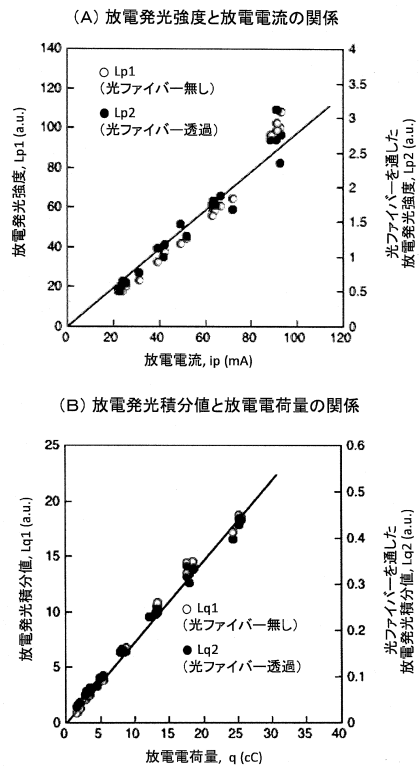 (A) 放電発光強度と放電電流の関係
放電発光強度, Lp1 (a.u.)
140
120
100
80
60
40
20
0
Lp1
(光ファイバー無し)
Lp2
(光ファイバー透過)
4
3.5
3
2.5
2
1.5
1
0.5
0
光ファイバーを通した
放電発光強度, Lp2 (a.u.)
0 20 40 60 80 100 120
放電電流, ip (mA)
(B) 放電発光積分値と放電電荷量の関係
放電発光積分値, Lq1 (a.u.)
25
20
15
10
5
0
Lq1
(光ファイバー無し)
Lq2
(光ファイバー透過)
0.6
0.5
0.4
0.3
0.2
0.1
0
光ファイバーを通した
放電発光積分値, Lq2 (a.u.)
0 5 10 15 20 25 30 35 40
放電電荷量, q (cC)